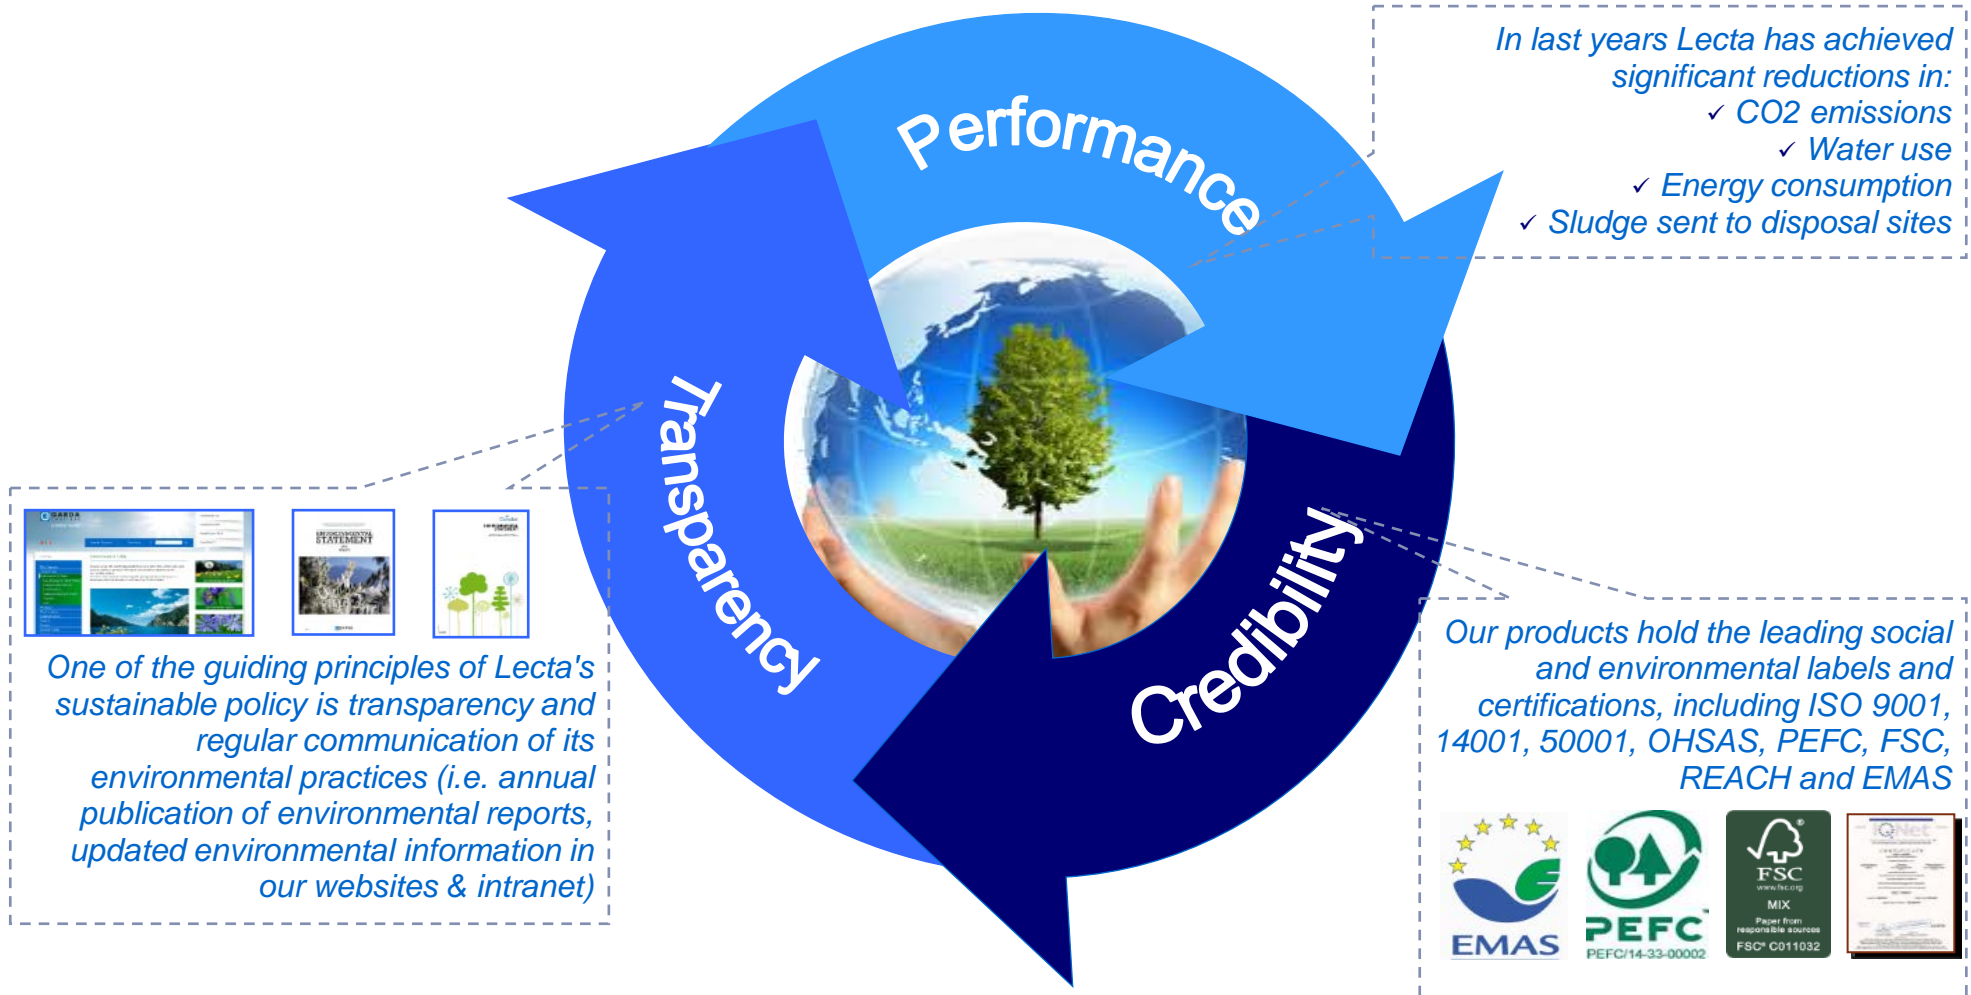 Performance
In last years Lecta has achieved
significant reductions in:
✓ CO2 emissions
✓ Water use
✓ Energy consumption
✓ Sludge sent to disposal sites
Transparency
GARDA
ENVIRONMENTAL
STATEMENT
One of the guiding principles of Lecta's
sustainable policy is transparency and
regular communication of its
environmental practices (i.e. annual
publication of environmental reports,
updated environmental information in
our websites & intranet)
Credibility
Our products hold the leading social
and environmental labels and
certifications, including ISO 9001,
14001, 50001, OHSAS, PEFC, FSC,
REACH and EMAS
EMAS
PEFC™
PEFC/14-33-00002
®
FSC
www.fsc.org
MIX
Paper from
responsible sources
FSC® C011032
IQNet
CERTIFICATE